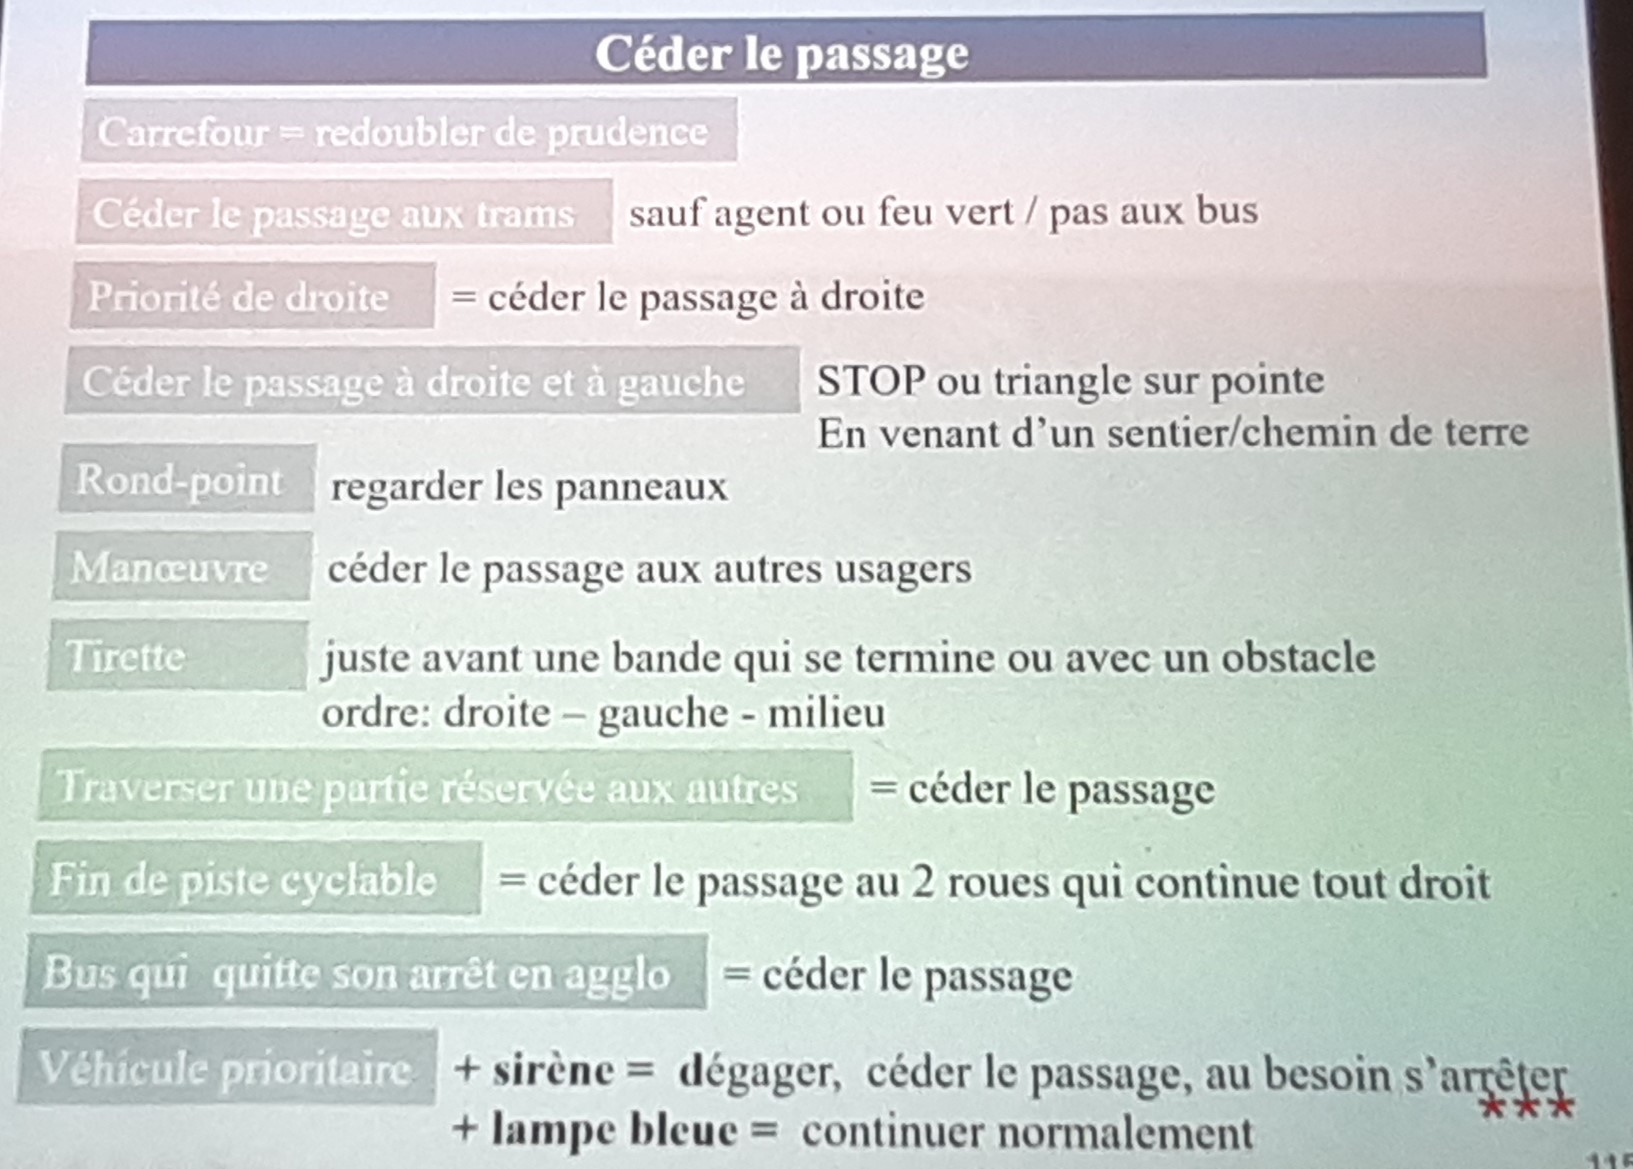 Céder le passage
Carrefour = redoubler de prudence
Céder le passage aux trams sauf agent ou feu vert / pas aux bus
Priorité de droite = céder le passage à droite
Céder le passage à droite et à gauche STOP ou triangle sur pointe
En venant d'un sentier/chemin de terre
Rond-point regarder les panneaux
Manœuvre céder le passage aux autres usagers
Tirette juste avant une bande qui se termine ou avec un obstacle
ordre: droite – gauche - milieu
Traverser une partie réservée aux autres = céder le passage
Fin de piste cyclable = céder le passage au 2 roues qui continue tout droit
Bus qui quitte son arrêt en agglo = céder le passage
Véhicule prioritaire + sirène = dégager, céder le passage, au besoin s'arrêter
***
+ lampe bleue = continuer normalement